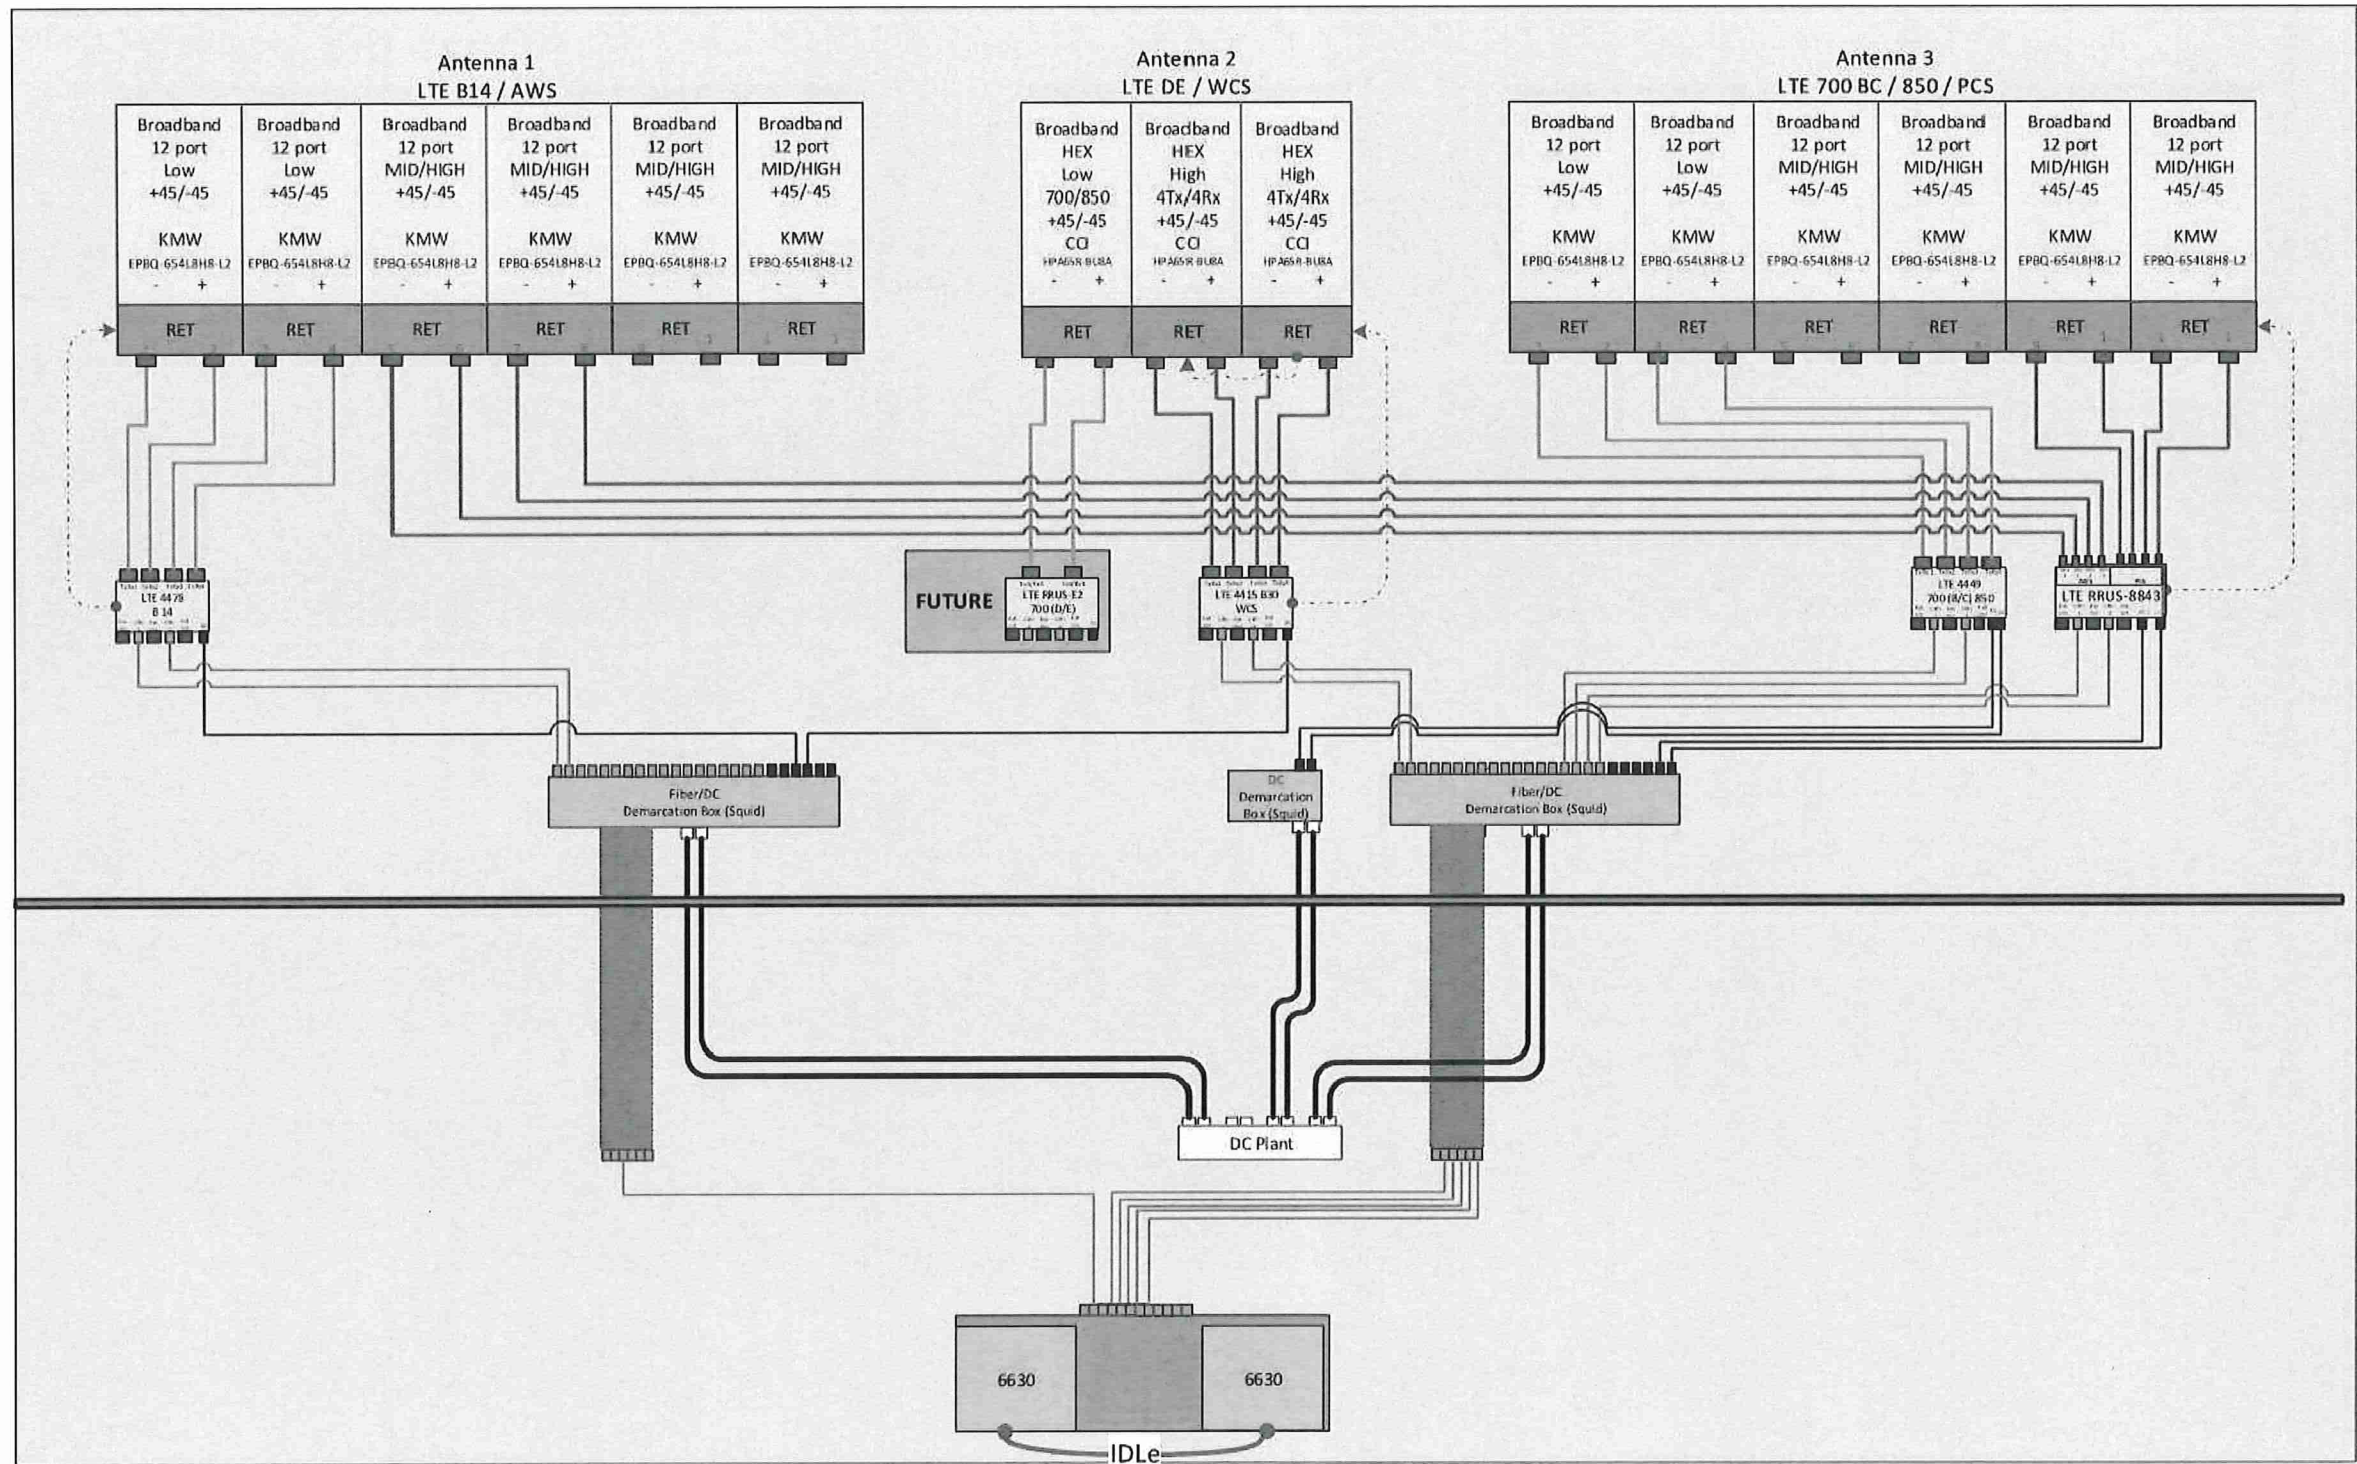 Antenna 1
LTE B14 / AWS
Broadband
12 port
Low
+45/-45
KMW
EPBQ-654L8H8-L2
- +
RET
Broadband
12 port
Low
+45/-45
KMW
EPBQ-654L8H8-L2
- +
RET
Broadband
12 port
MID/HIGH
+45/-45
KMW
EPBQ-654L8H8-L2
- +
RET
Broadband
12 port
MID/HIGH
+45/-45
KMW
EPBQ-654L8H8-L2
- +
RET
Broadband
12 port
MID/HIGH
+45/-45
KMW
EPBQ-654L8H8-L2
- +
RET
Broadband
12 port
MID/HIGH
+45/-45
KMW
EPBQ-654L8H8-L2
- +
RET
Antenna 2
LTE DE / WCS
Broadband
HEX
Low
700/850
+45/-45
CCI
HPA65R-BU8A
- +
RET
Broadband
HEX
High
4Tx/4Rx
+45/-45
CCI
HPA65R-BU8A
- +
RET
Broadband
HEX
High
4Tx/4Rx
+45/-45
CCI
HPA65R-BU8A
- +
RET
Antenna 3
LTE 700 BC / 850 / PCS
Broadband
12 port
Low
+45/-45
KMW
EPBQ-654L8H8-L2
- +
RET
Broadband
12 port
Low
+45/-45
KMW
EPBQ-654L8H8-L2
- +
RET
Broadband
12 port
MID/HIGH
+45/-45
KMW
EPBQ-654L8H8-L2
- +
RET
Broadband
12 port
MID/HIGH
+45/-45
KMW
EPBQ-654L8H8-L2
- +
RET
Broadband
12 port
MID/HIGH
+45/-45
KMW
EPBQ-654L8H8-L2
- +
RET
Broadband
12 port
MID/HIGH
+45/-45
KMW
EPBQ-654L8H8-L2
- +
RET
LTE 4478
B 14
FUTURE
LTE RRUS-E2
700 (D/E)
LTE 4415 B30
WCS
LTE 4449
700 (B/C) 850
LTE RRUS-8843
Fiber/DC
Demarcation Box (Squid)
DC
Demarcation
Box (Squid)
Fiber/DC
Demarcation Box (Squid)
DC Plant
6630
6630
IDLe